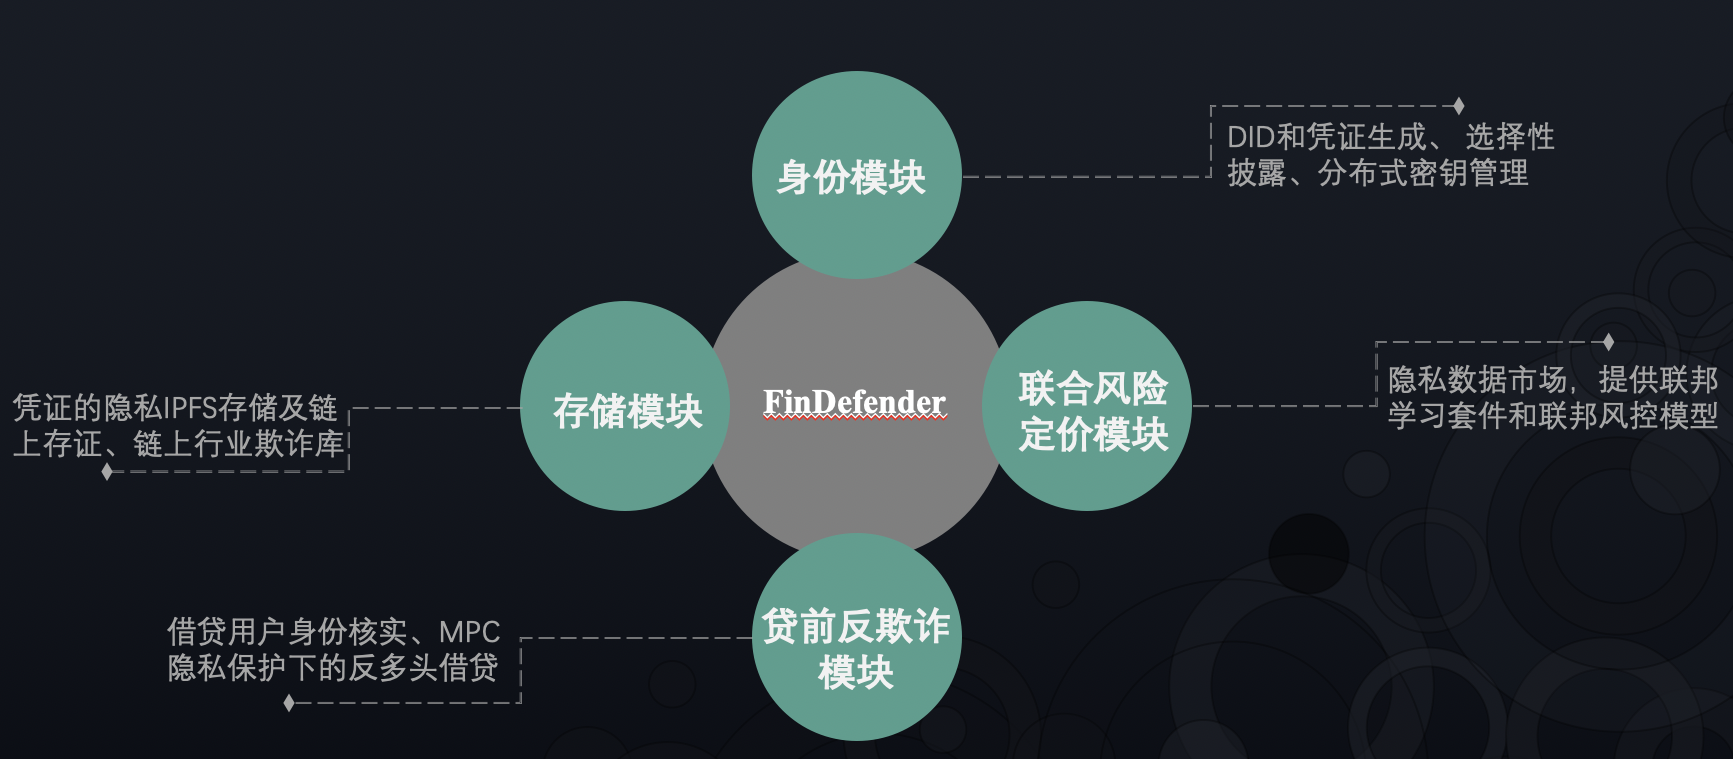 身份模块
DID和凭证生成、 选择性
披露、分布式密钥管理
联合风险
定价模块
隐私数据市场，提供联邦
学习套件和联邦风控模型
FinDefender
存储模块
凭证的隐私IPFS存储及链
上存证、链上行业欺诈库
贷前反欺诈
模块
借贷用户身份核实、MPC
隐私保护下的反多头借贷